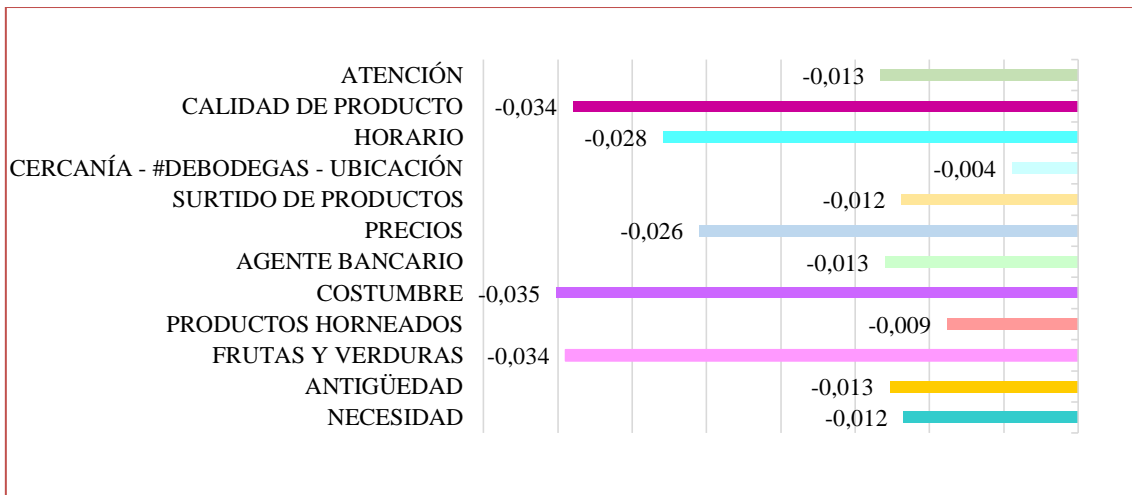 ATENCIÓN -0,013
CALIDAD DE PRODUCTO -0,034
HORARIO -0,028
CERCANÍA - #DEBODEGAS - UBICACIÓN -0,004
SURTIDO DE PRODUCTOS -0,012
PRECIOS -0,026
AGENTE BANCARIO -0,013
COSTUMBRE -0,035
PRODUCTOS HORNEADOS -0,009
FRUTAS Y VERDURAS -0,034
ANTIGÜEDAD -0,013
NECESIDAD -0,012